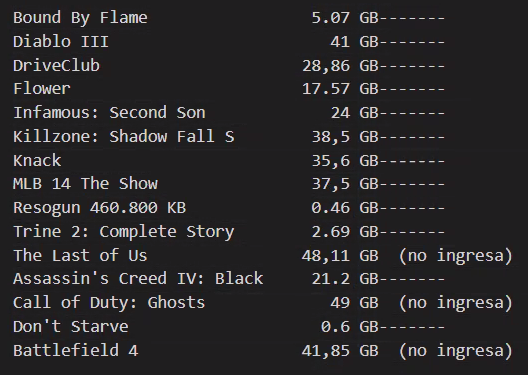 Bound By Flame 5.07 GB-------
Diablo III 41 GB-------
DriveClub 28,86 GB-------
Flower 17.57 GB-------
Infamous: Second Son 24 GB-------
Killzone: Shadow Fall S 38,5 GB-------
Knack 35,6 GB-------
MLB 14 The Show 37,5 GB-------
Resogun 460.800 KB 0.46 GB-------
Trine 2: Complete Story 2.69 GB-------
The Last of Us 48,11 GB (no ingresa)
Assassin's Creed IV: Black 21.2 GB-------
Call of Duty: Ghosts 49 GB (no ingresa)
Don't Starve 0.6 GB-------
Battlefield 4 41,85 GB (no ingresa)